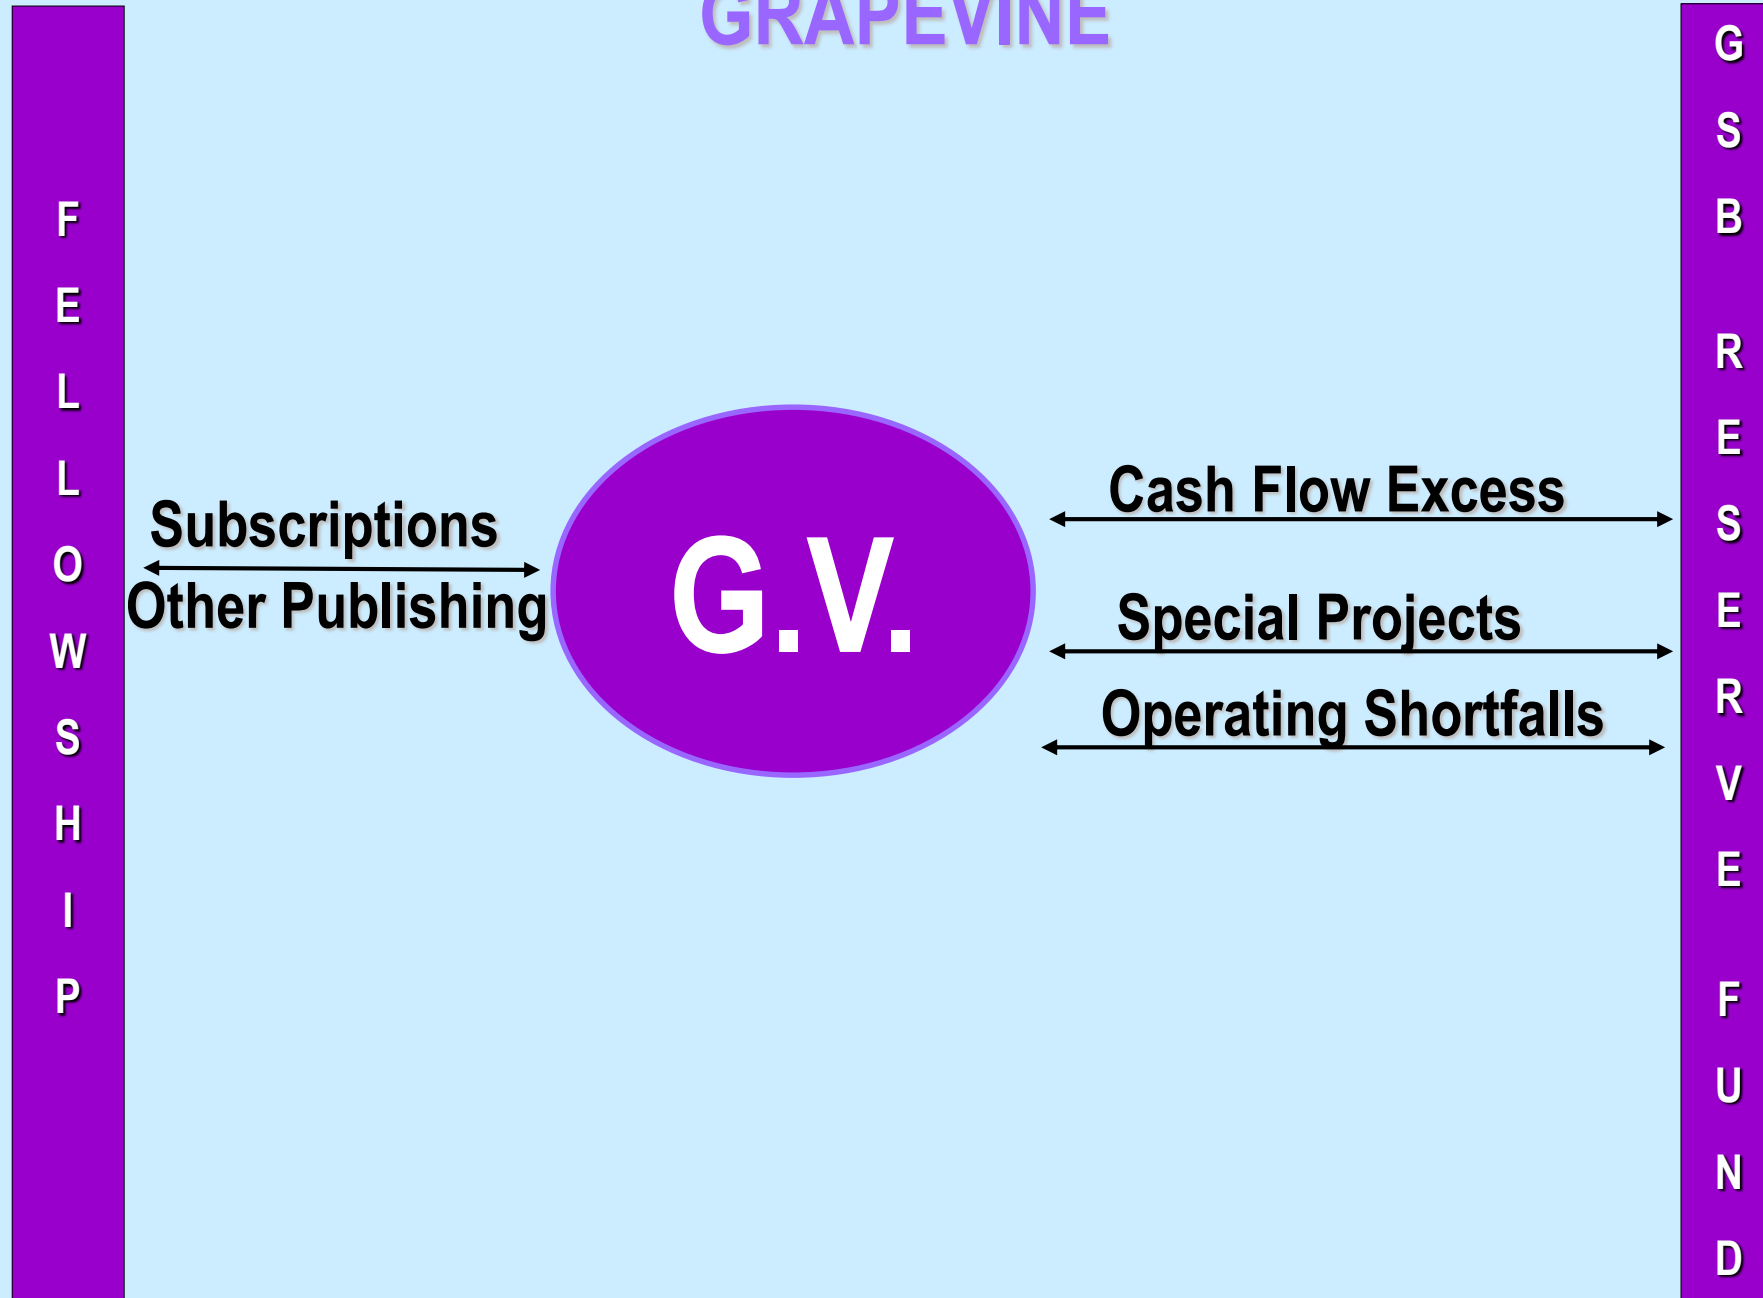 GRAPEVINE
FELLOWSHIP
Subscriptions
Other Publishing
G.V.
Cash Flow Excess
Special Projects
Operating Shortfalls
GSB RESERVE FUND